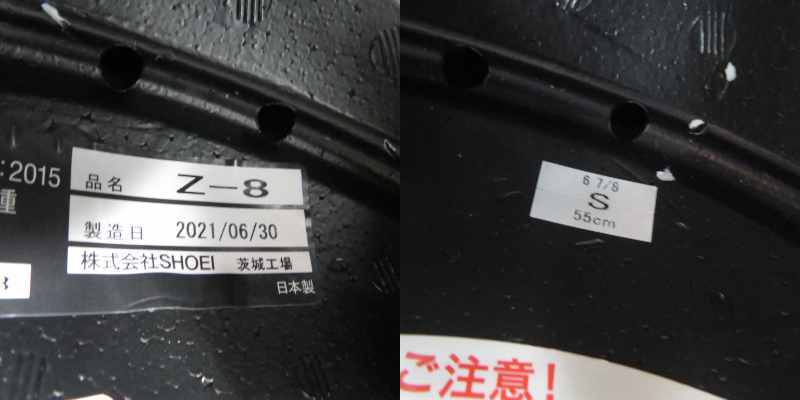 :2015
種
品名 Z-8
製造日 2021/06/30
株式会社SHOEI 茨城工場
日本製
6 7/8
S
55cm
ご注意!